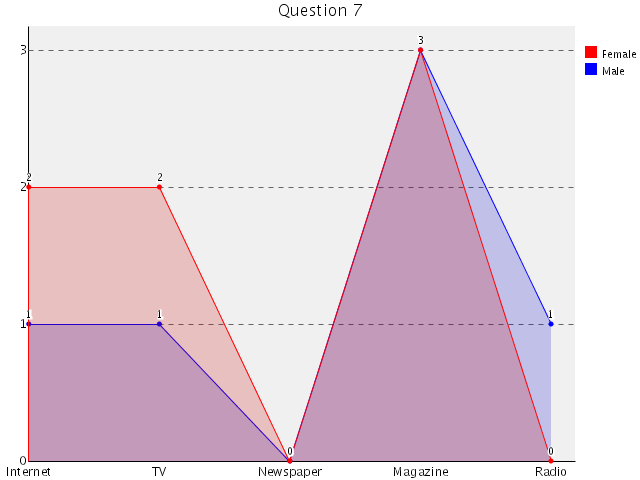 Question 7
Female
Male
3
3
2
2
2
1
1
1
1
0
0
0
Internet
TV
Newspaper
Magazine
Radio